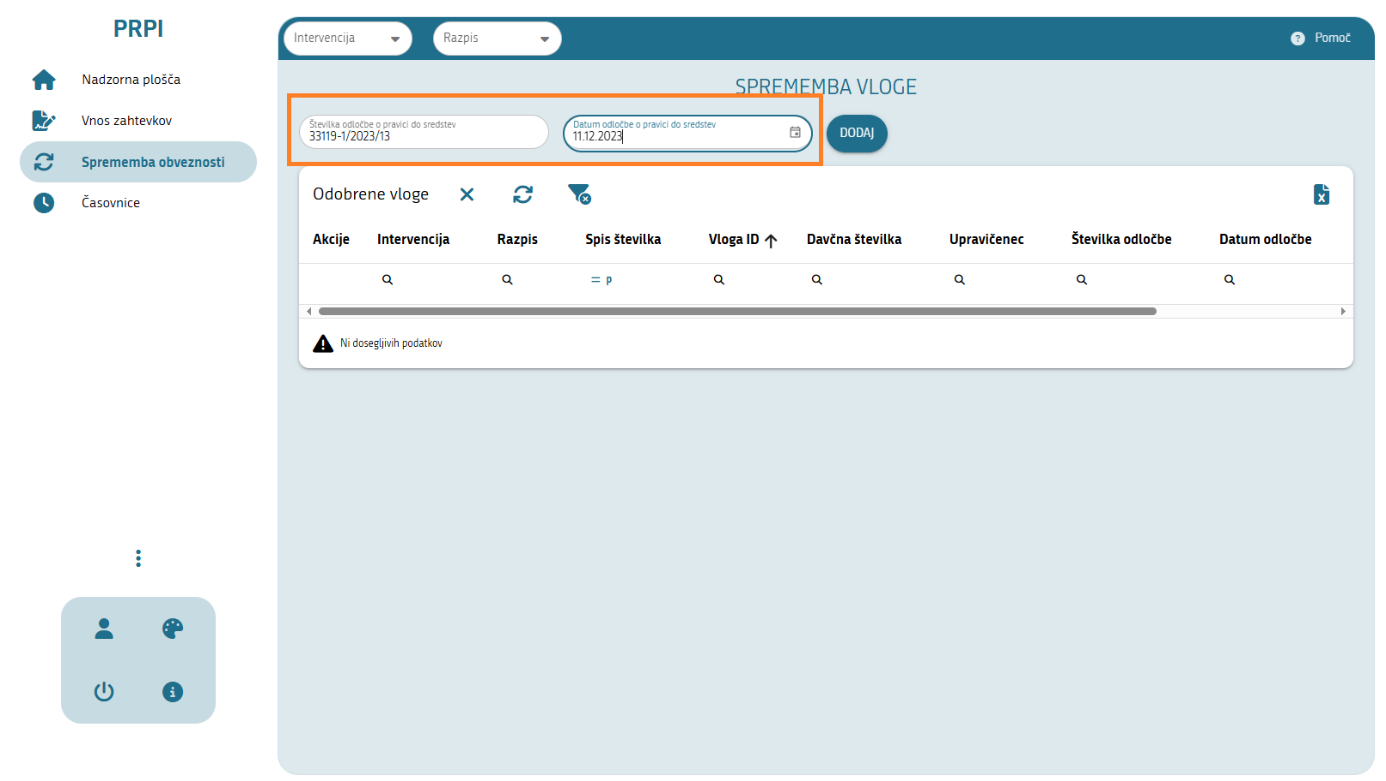 PRPI
Nadzorna plošča
Vnos zahtevkov
Sprememba obveznosti
Časovnice
Intervencija
Razpis
Pomoč
SPREMEMBA VLOGE
Številka odločbe o pravici do sredstev
33119-1/2023/13
Datum odločbe o pravici do sredstev
11.12.2023
DODAJ
Odobrene vloge
Akcije Intervencija Razpis Spis številka Vloga ID Davčna številka Upravičenec Številka odločbe Datum odločbe
= p
Ni dosegljivih podatkov